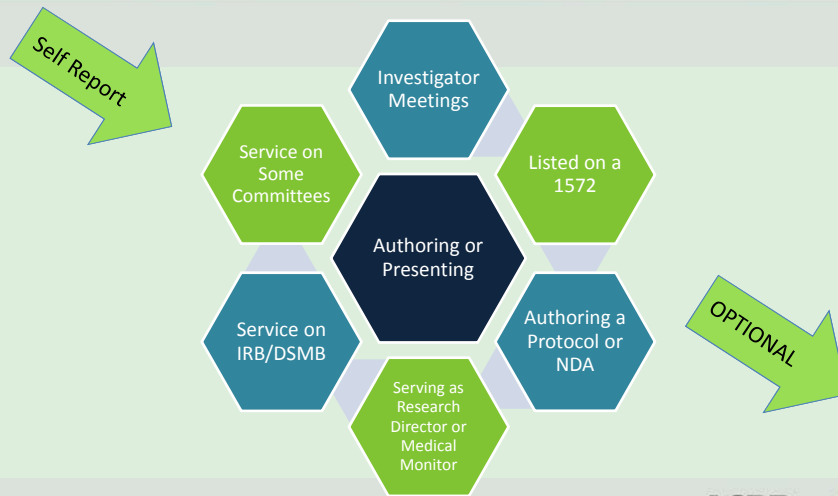 Self Report
Investigator
Meetings
Service on
Some
Committees
Listed on a
1572
Authoring or
Presenting
Service on
IRB/DSMB
Authoring a
Protocol or
NDA
OPTIONAL
Serving as
Research
Director or
Medical
Monitor